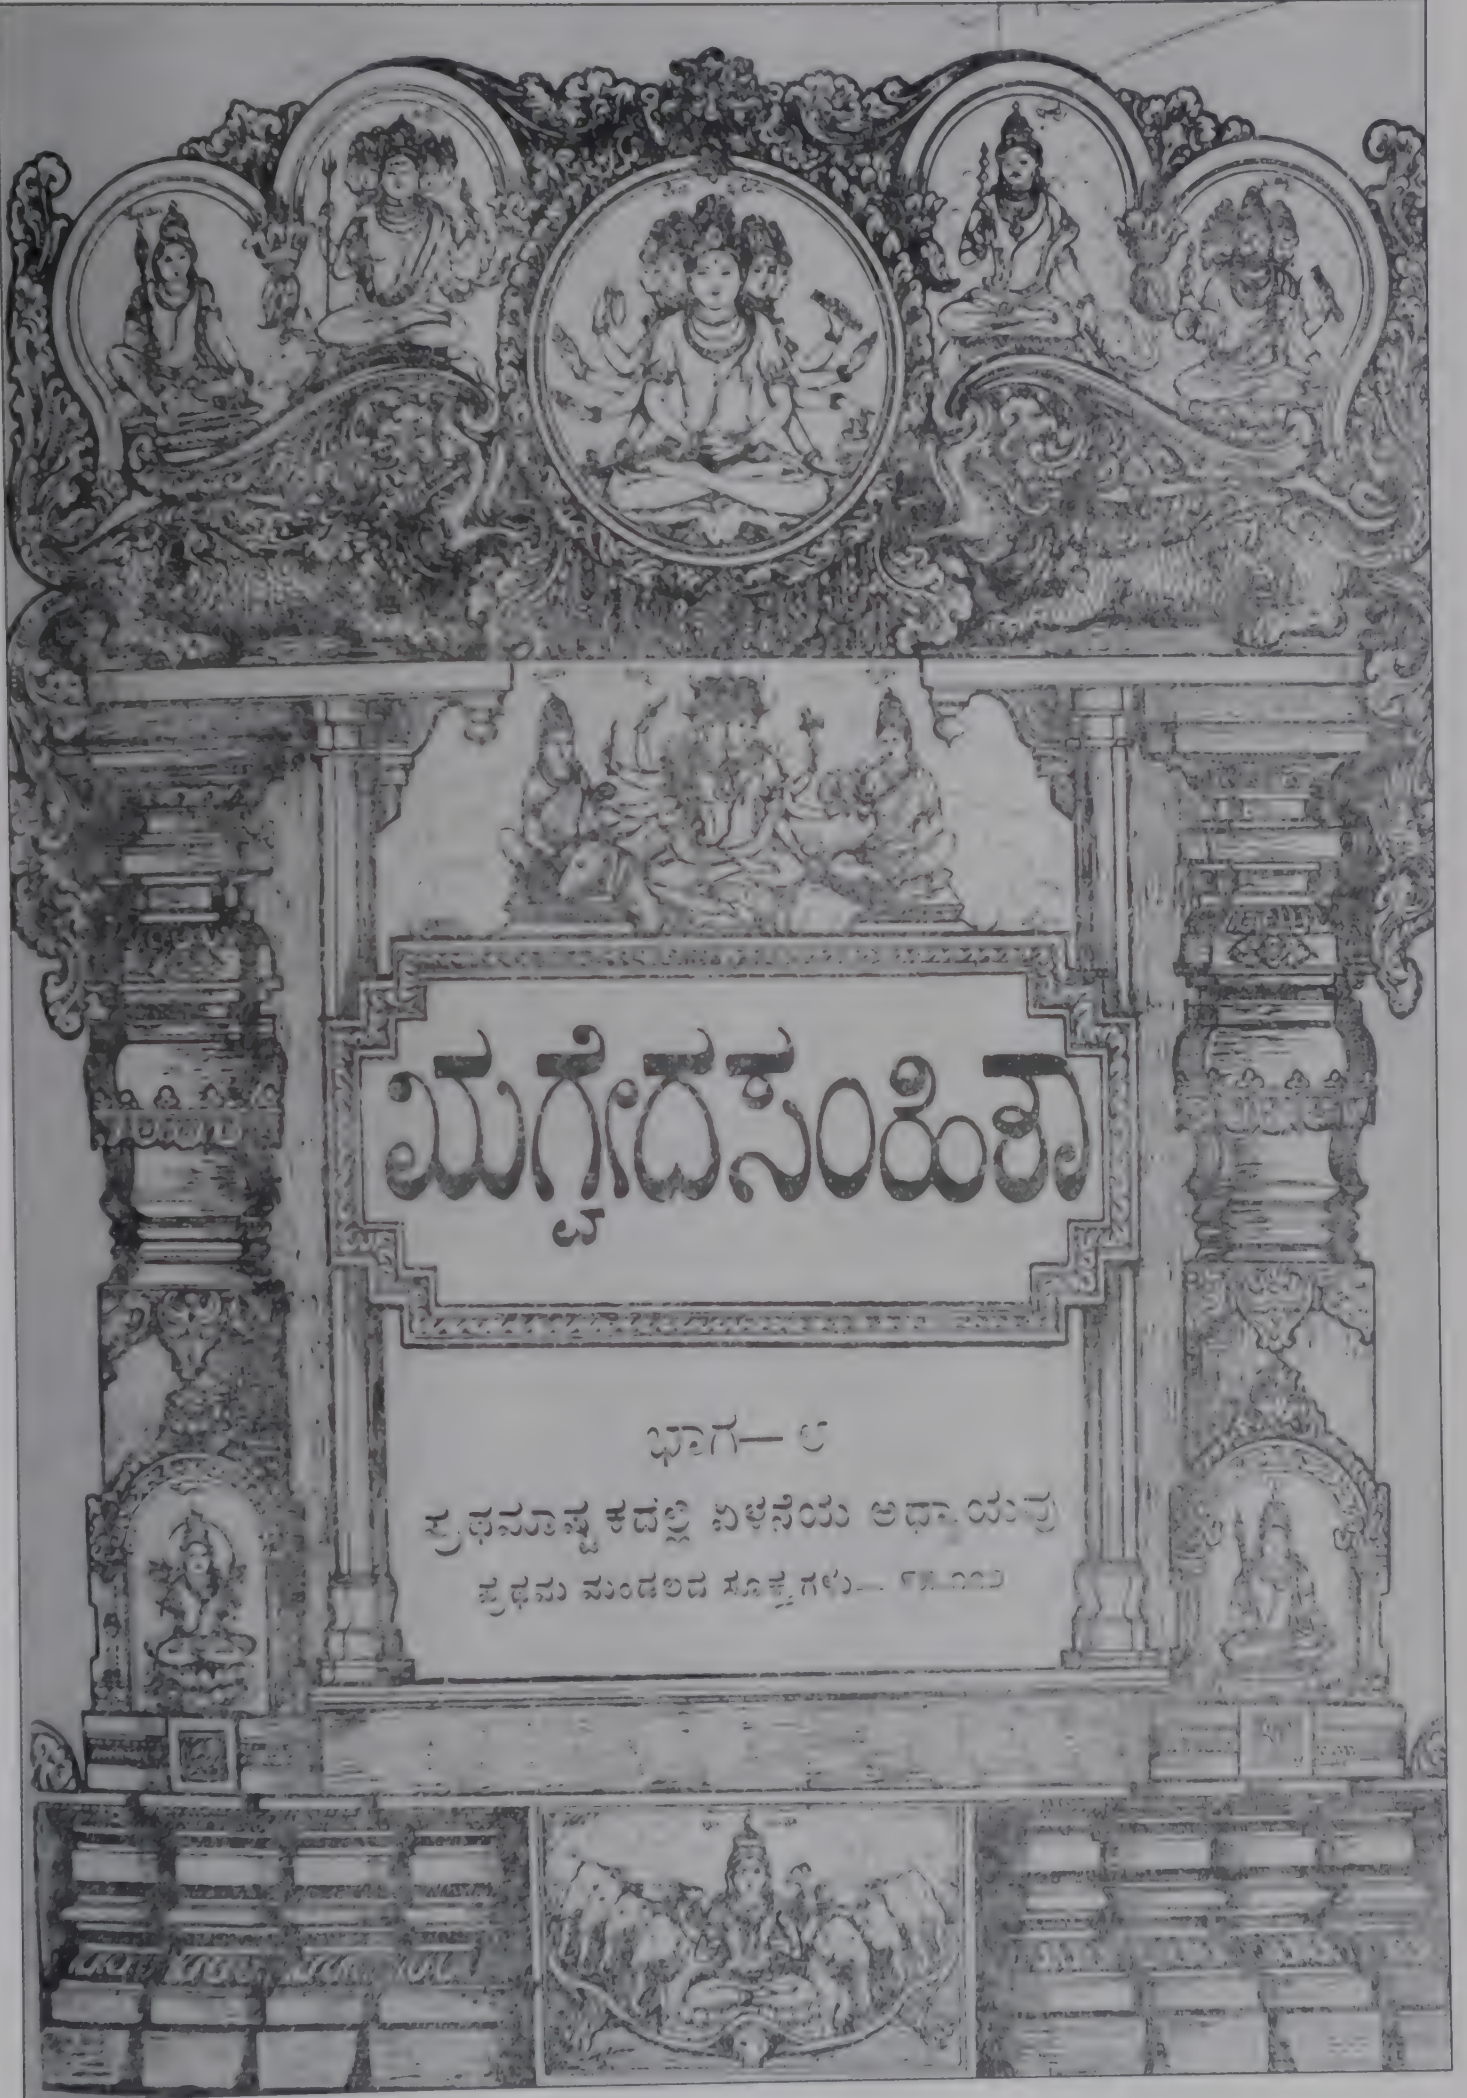 ಋಗ್ವೇದಸಂಹಿತಾ
ಭಾಗ— ೮
ಪ್ರಥಮಾಷ್ಟಕದಲ್ಲಿ ಏಳನೆಯ ಅಧ್ಯಾಯವು
ಪ್ರಥಮ ಮಂಡಲದ ಸೂಕ್ತಗಳು—